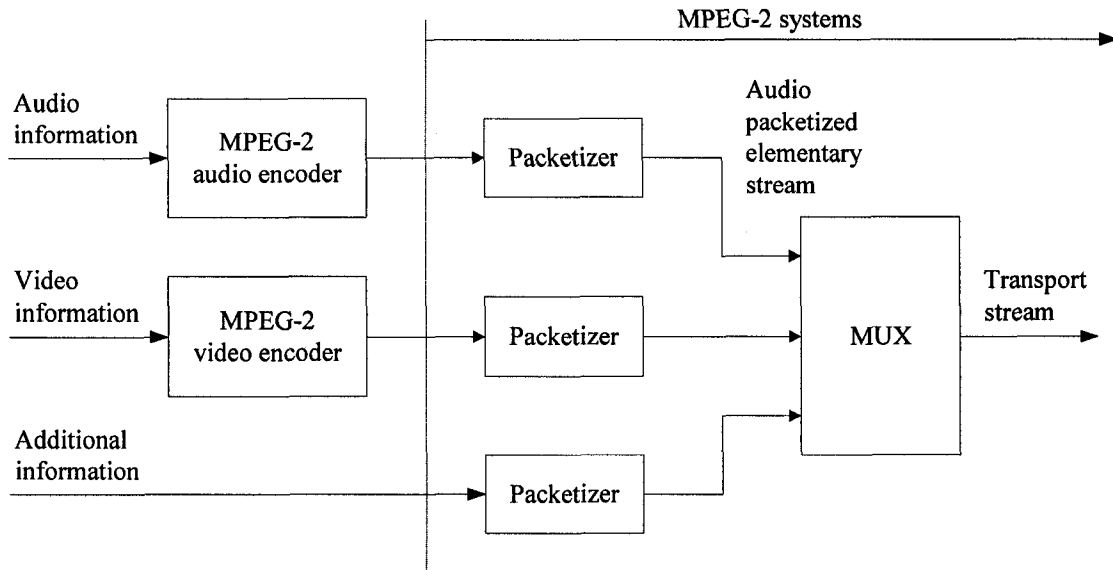 MPEG-2 systems
Audio
information
MPEG-2
audio encoder
Packetizer
Audio
packetized
elementary
stream
Video
information
MPEG-2
video encoder
Packetizer
MUX
Transport
stream
Additional
information
Packetizer